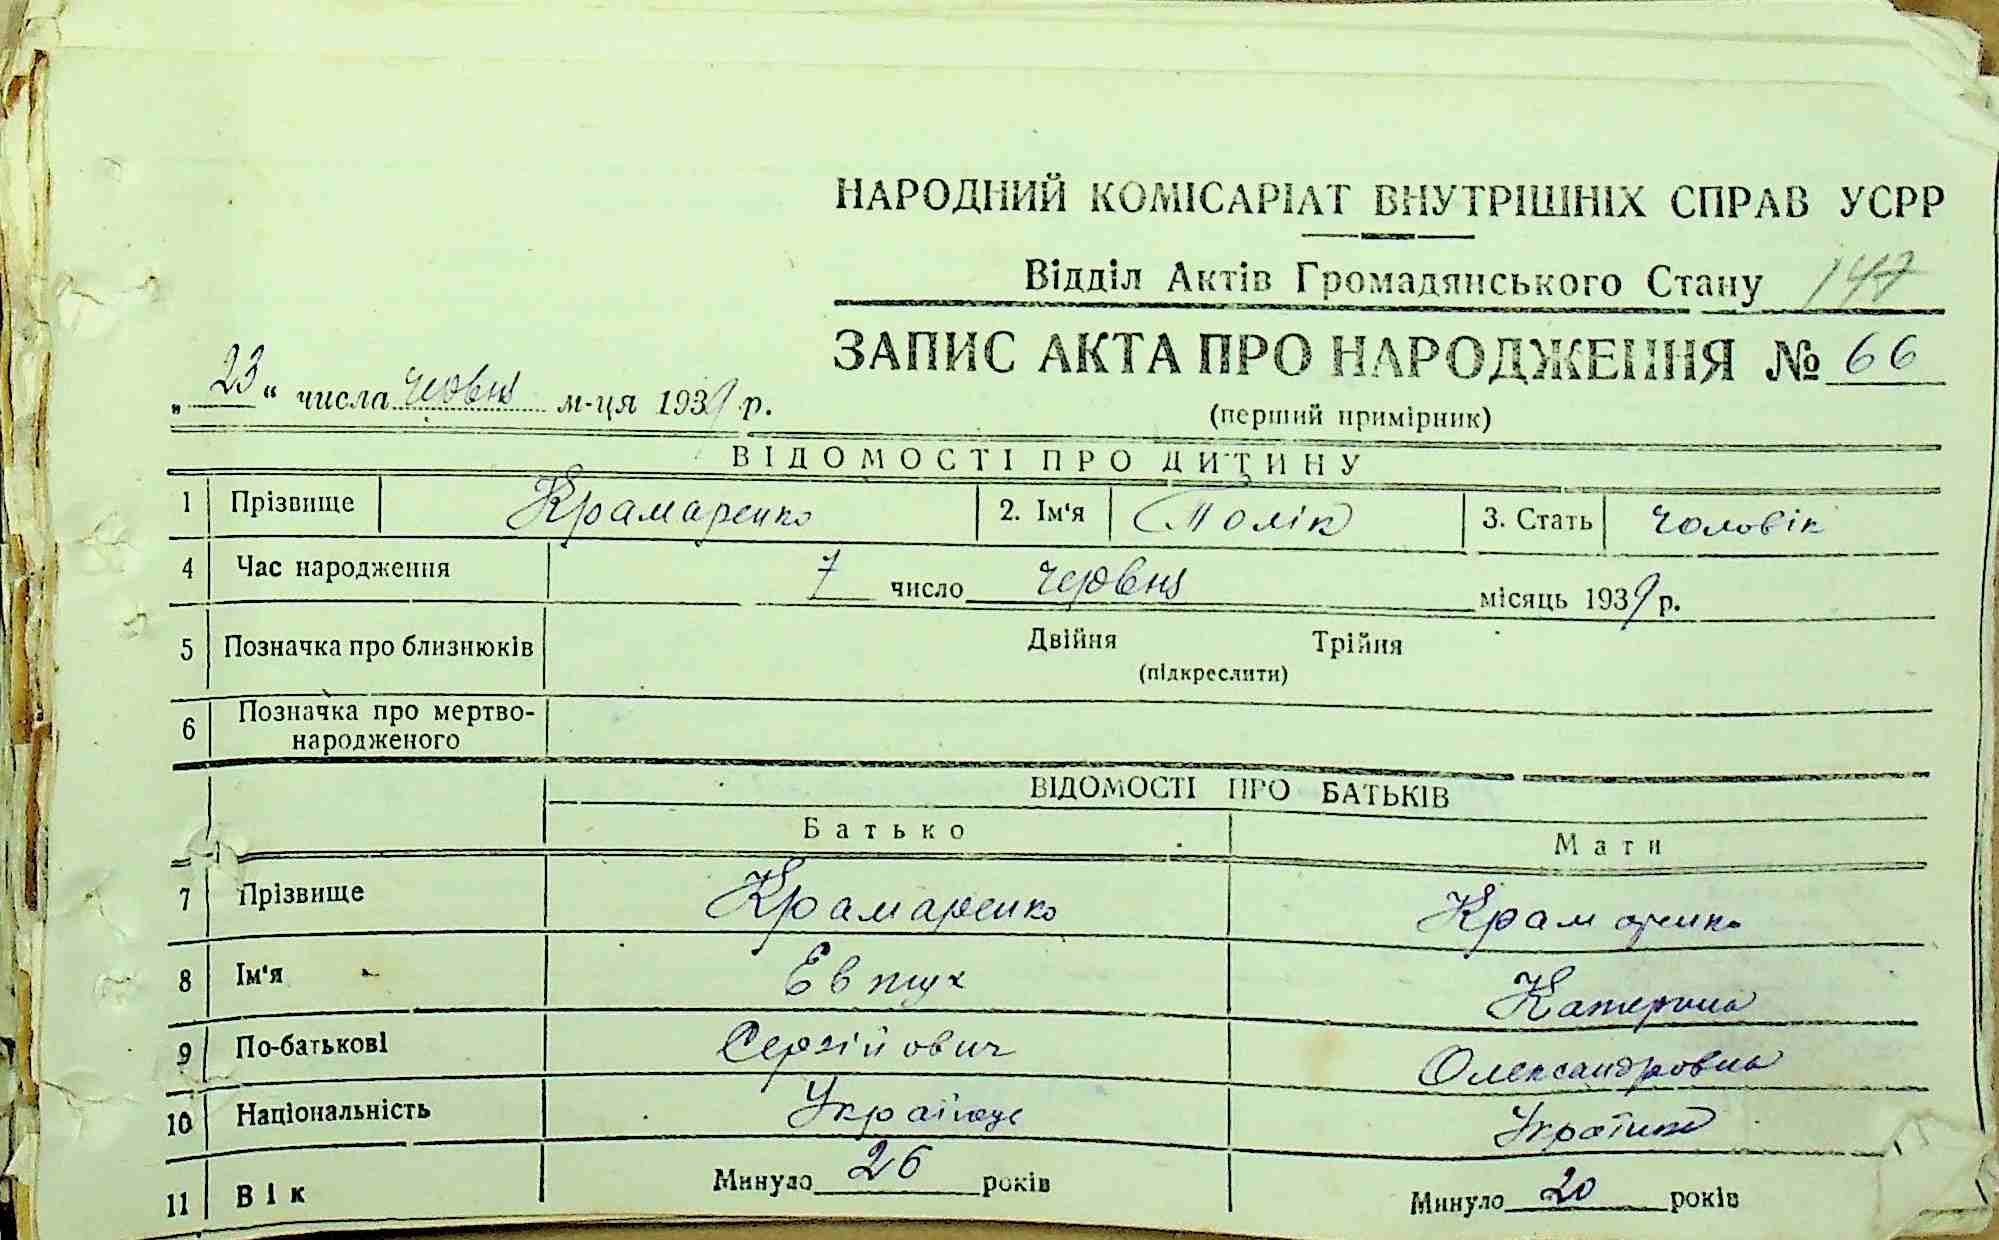 НАРОДНИЙ КОМІСАРІАТ ВНУТРІШНІХ СПРАВ УСРР
Відділ Актів Громадянського Стану 147
ЗАПИС АКТА ПРО НАРОДЖЕННЯ № 66
„ 23 “ числа червня м-ця 1939 р.
(перший примірник)
ВІДОМОСТІ ПРО ДИТИНУ
1 Прізвище Крамаренко 2. Ім'я Толік 3. Стать чоловік
4 Час народження 7 число червня місяць 1939 р.
5 Позначка про близнюків Двійня Трійня
(підкреслити)
6 Позначка про мертво-
народженого
ВІДОМОСТІ ПРО БАТЬКІВ
Батько Мати
7 Прізвище Крамаренко Крамаренко
8 Ім'я Евтух Катерина
9 По-батькові Сергійович Олександровна
10 Національність Українець Українка
11 Вік Минуло 26 років Минуло 20 років